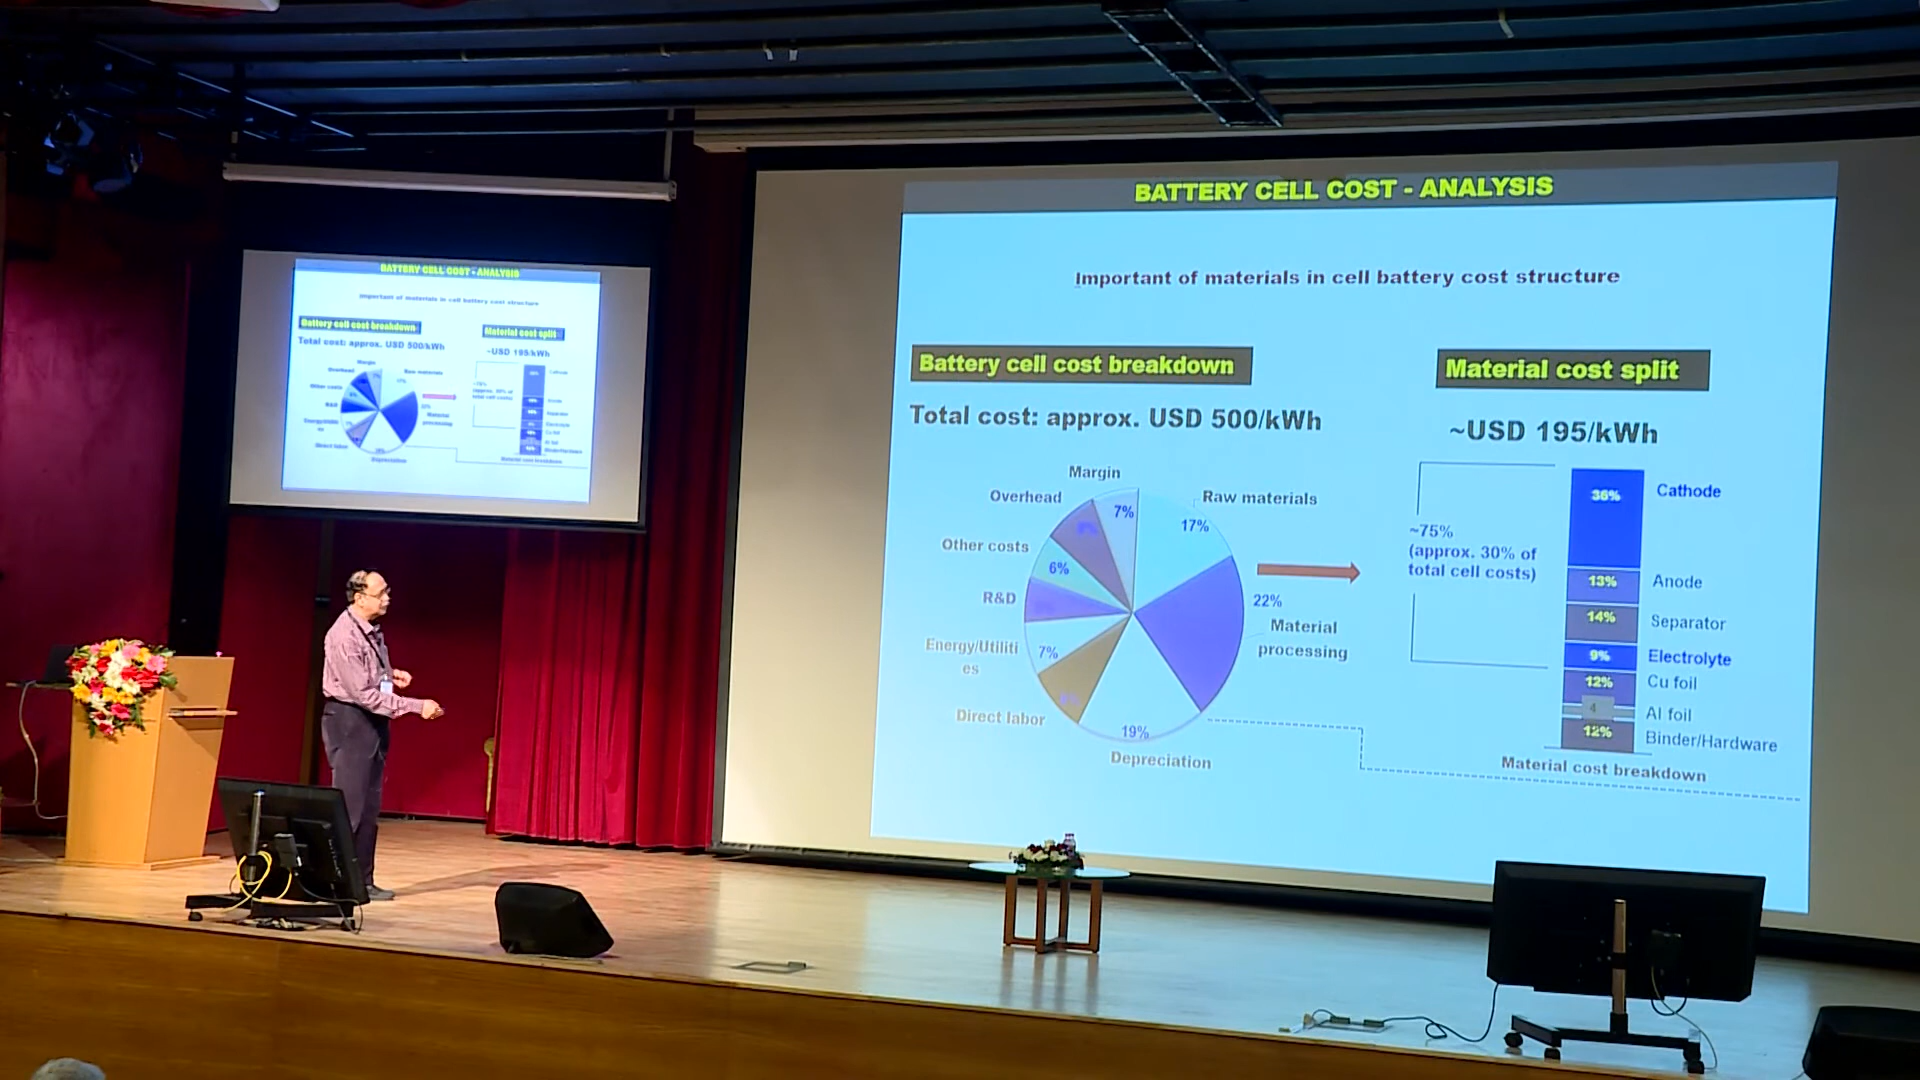 BATTERY CELL COST - ANALYSIS
Important of materials in cell battery cost structure
Battery cell cost breakdown
Total cost: approx. USD 500/kWh
Margin
Overhead
7%
Raw materials
17%
Other costs
6%
R&D
22%
Material
processing
Energy/Utiliti
es
7%
Direct labor
19%
Depreciation
Material cost split
~USD 195/kWh
~75%
(approx. 30% of
total cell costs)
36%
Cathode
13%
Anode
14%
Separator
9%
Electrolyte
12%
Cu foil
4
Al foil
12%
Binder/Hardware
Material cost breakdown
BATTERY CELL COST - ANALYSIS
Important of materials in cell battery cost structure
Battery cell cost breakdown
Total cost: approx. USD 500/kWh
Material cost split
~USD 195/kWh
Margin
Overhead
Raw materials
Other costs
R&D
Material
processing
Direct labor
Depreciation
Cathode